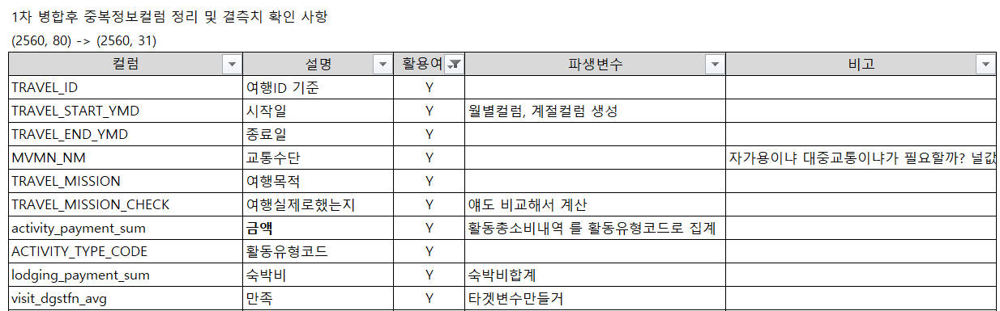 1차 병합후 중복정보컬럼 정리 및 결측치 확인 사항
(2560, 80) -> (2560, 31)
컬럼 설명 활용여 파생변수 비고
TRAVEL_ID 여행ID 기준 Y
TRAVEL_START_YMD 시작일 Y 월별컬럼, 계절컬럼 생성
TRAVEL_END_YMD 종료일 Y
MVMN_NM 교통수단 Y 자가용이냐 대중교통이냐가 필요할까? 널값
TRAVEL_MISSION 여행목적 Y
TRAVEL_MISSION_CHECK 여행실제로했는지 Y 얘도 비교해서 계산
activity_payment_sum 금액 Y 활동총소비내역 를 활동유형코드로 집계
ACTIVITY_TYPE_CODE 활동유형코드 Y
lodging_payment_sum 숙박비 Y 숙박비합계
visit_dgstfn_avg 만족 Y 타겟변수만들거